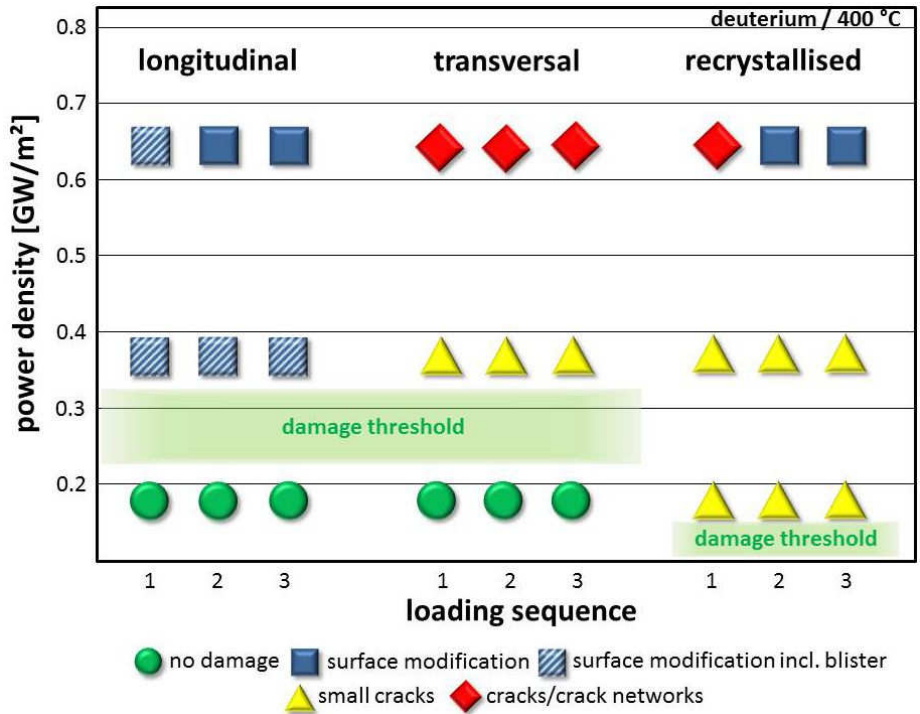 deuterium / 400 °C
longitudinal transversal recrystallised
power density [GW/m²]
0.8
0.7
0.6
0.5
0.4
0.3
0.2
damage threshold
damage threshold
1 2 3 1 2 3 1 2 3
loading sequence
no damage surface modification surface modification incl. blister
small cracks cracks/crack networks